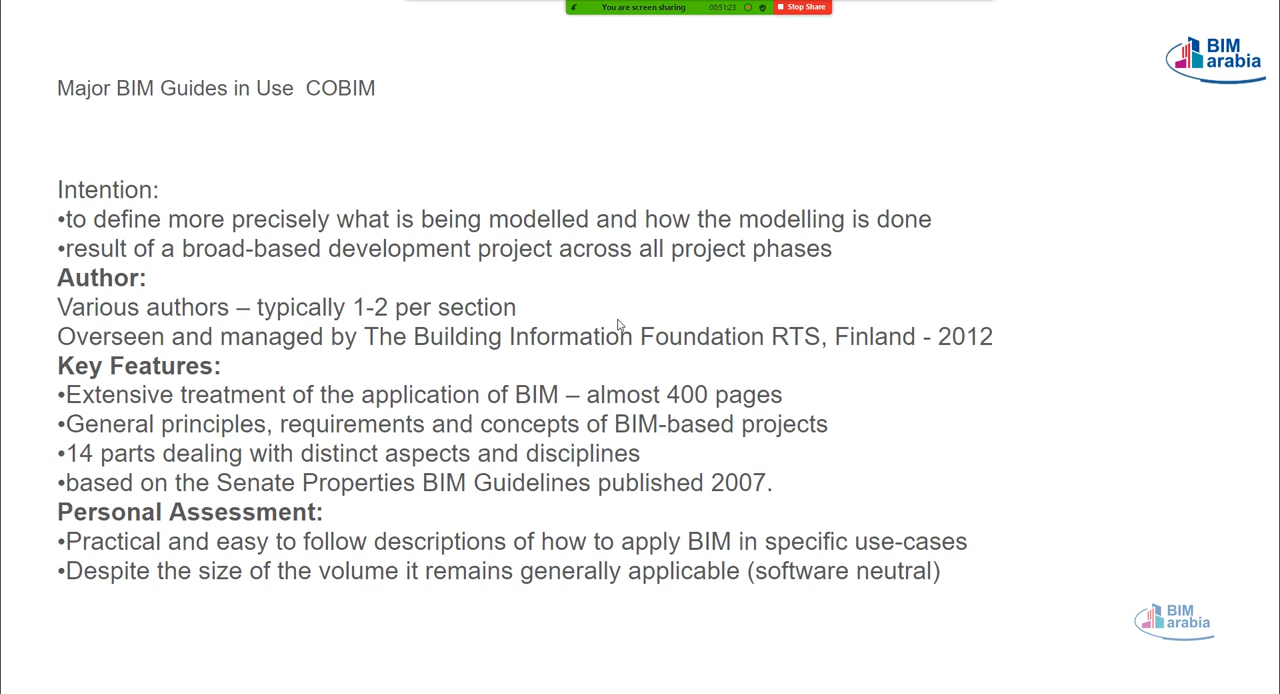 You are screen sharing 00:51:23 Stop Share
BIM
arabia
Major BIM Guides in Use  COBIM
Intention:
•to define more precisely what is being modelled and how the modelling is done
•result of a broad-based development project across all project phases
Author:
Various authors – typically 1-2 per section
Overseen and managed by The Building Information Foundation RTS, Finland - 2012
Key Features:
•Extensive treatment of the application of BIM – almost 400 pages
•General principles, requirements and concepts of BIM-based projects
•14 parts dealing with distinct aspects and disciplines
•based on the Senate Properties BIM Guidelines published 2007.
Personal Assessment:
•Practical and easy to follow descriptions of how to apply BIM in specific use-cases
•Despite the size of the volume it remains generally applicable (software neutral)
BIM
arabia